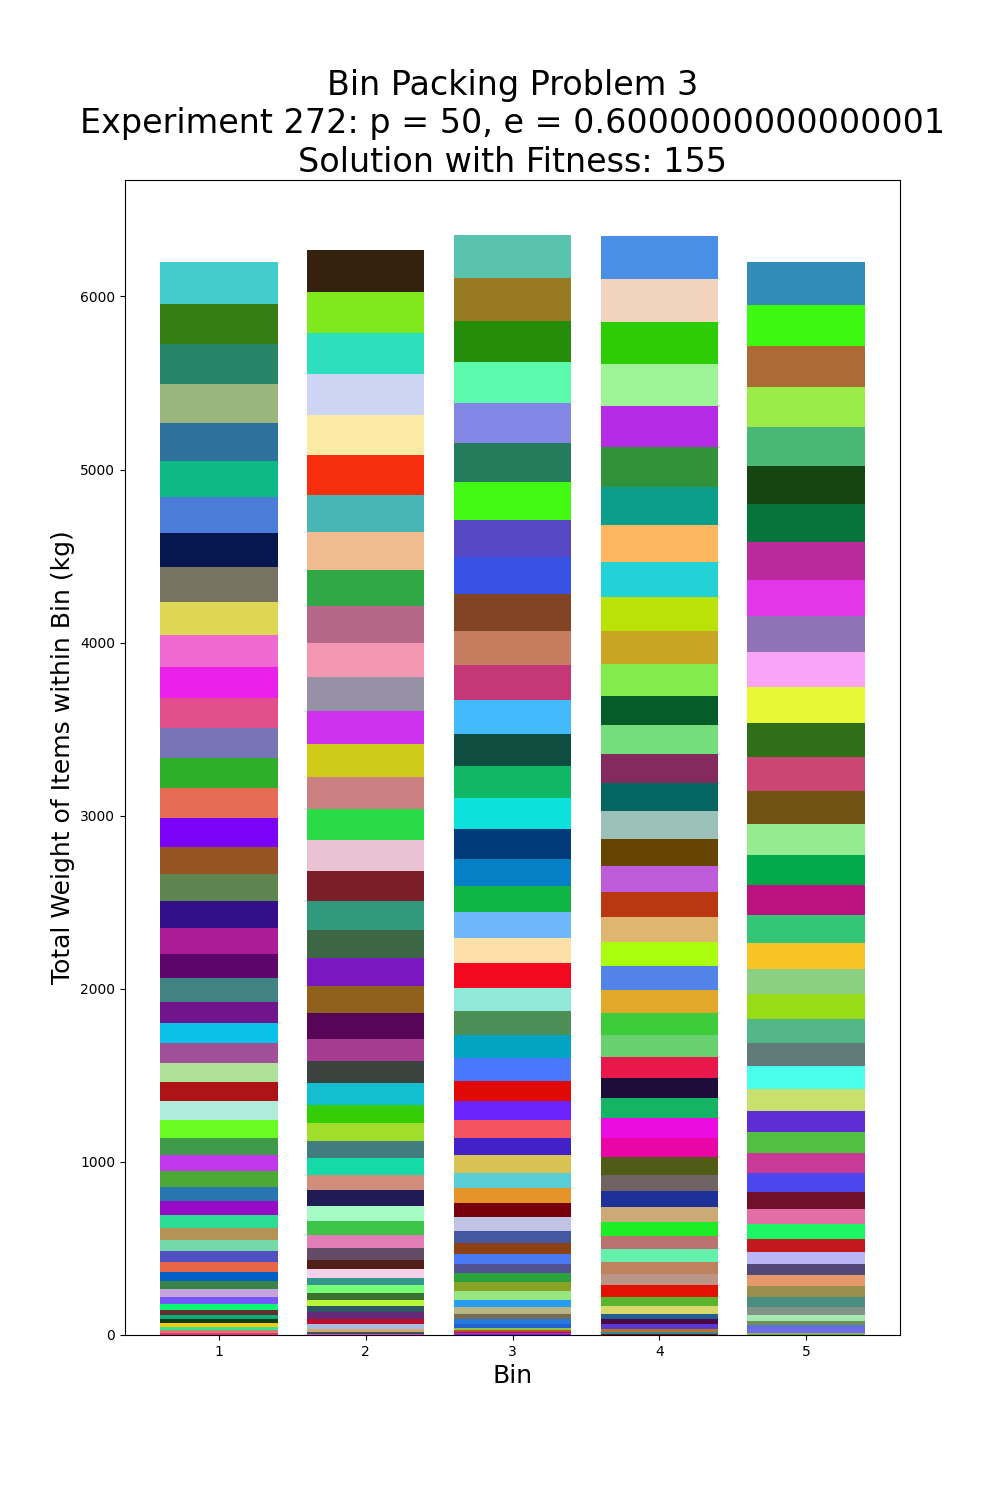 Bin Packing Problem 3
Experiment 272: p = 50, e = 0.6000000000000001
Solution with Fitness: 155
Total Weight of Items within Bin (kg)
6000
5000
4000
3000
2000
1000
0
1 2 3 4 5
Bin